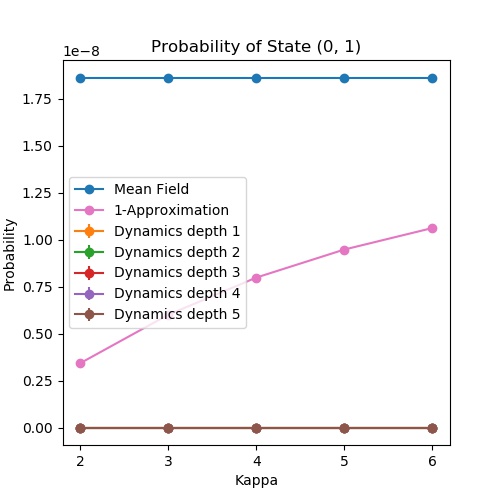 Probability of State (0, 1)
1e−8
1.75
1.50
1.25
1.00
0.75
0.50
0.25
0.00
Probability
Mean Field
1-Approximation
Dynamics depth 1
Dynamics depth 2
Dynamics depth 3
Dynamics depth 4
Dynamics depth 5
2 3 4 5 6
Kappa